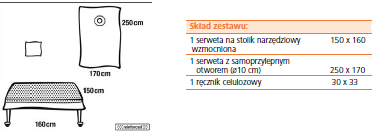 250cm
170cm
150cm
160cm
reinforced
Skład zestawu:
1 serweta na stolik narzędziowy 150 x 160
wzmocniona
1 serweta z samoprzylepnym
otworem (ø10 cm) 250 x 170
1 ręcznik celulozowy 30 x 33